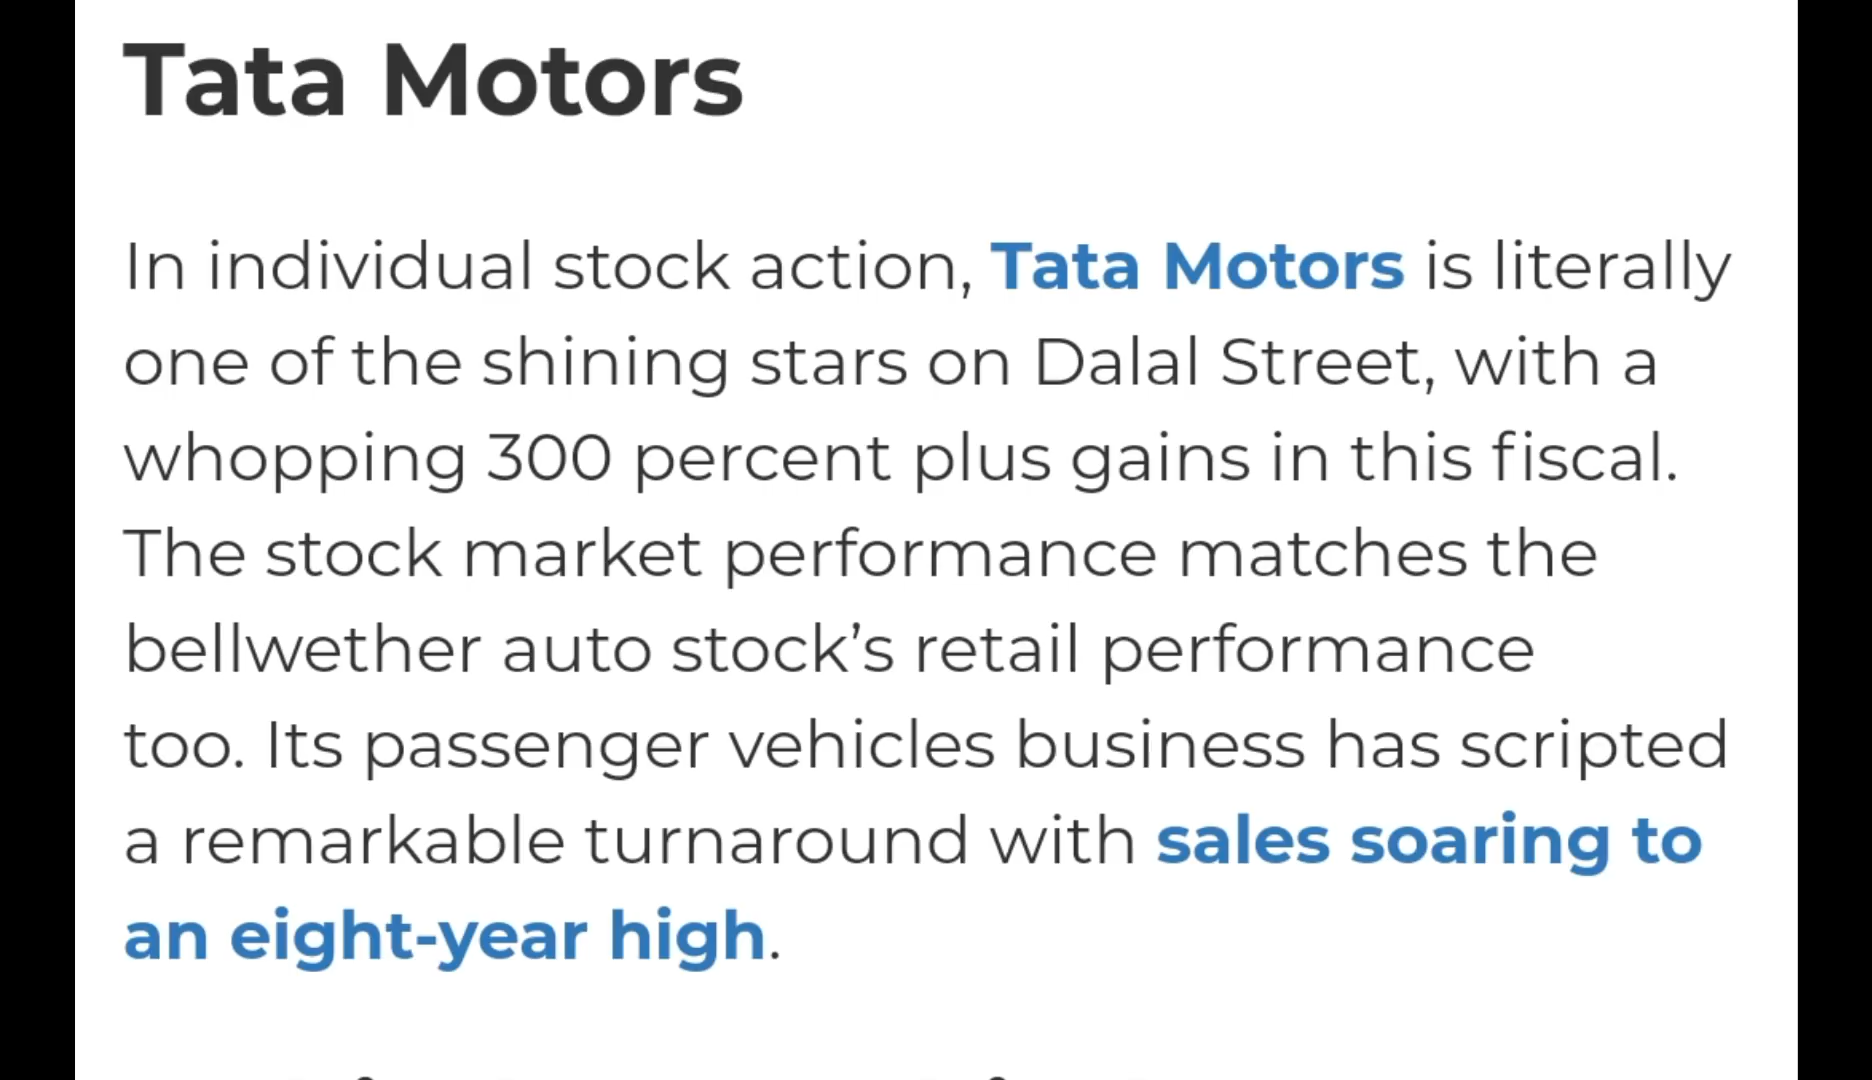 Tata Motors
In individual stock action, Tata Motors is literally
one of the shining stars on Dalal Street, with a
whopping 300 percent plus gains in this fiscal.
The stock market performance matches the
bellwether auto stock’s retail performance
too. Its passenger vehicles business has scripted
a remarkable turnaround with sales soaring to
an eight-year high.